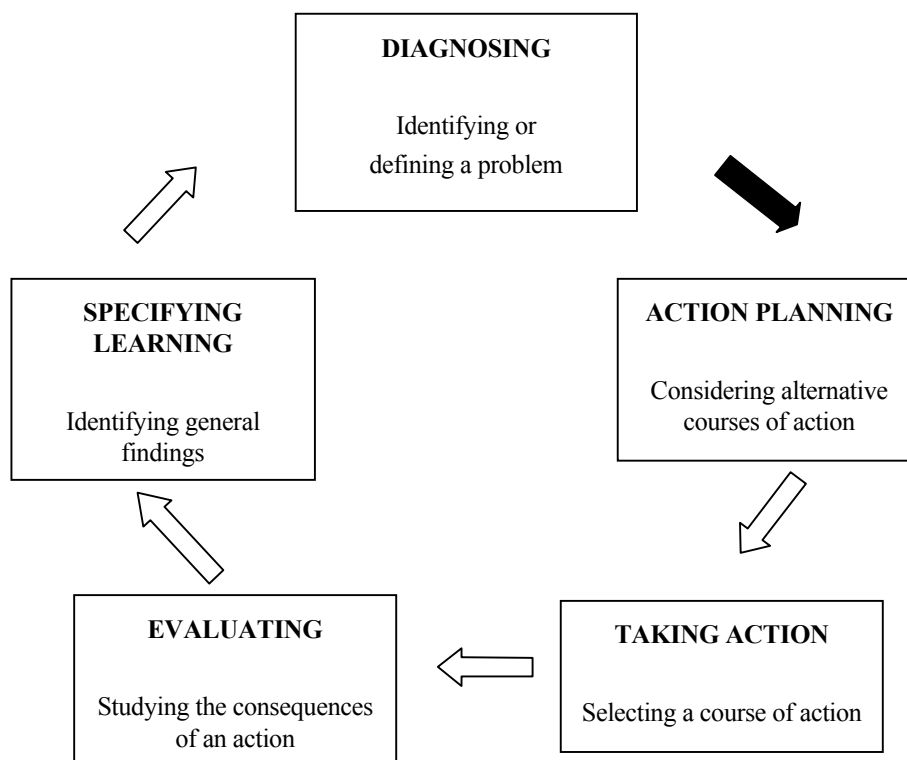 DIAGNOSING
Identifying or
defining a problem
SPECIFYING
LEARNING
Identifying general
findings
ACTION PLANNING
Considering alternative
courses of action
EVALUATING
Studying the consequences
of an action
TAKING ACTION
Selecting a course of action